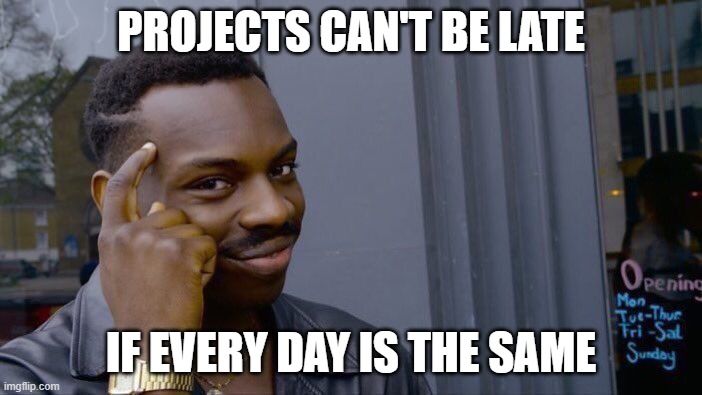 PROJECTS CAN'T BE LATE
IF EVERY DAY IS THE SAME
Opening
Mon
Tue-Thur
Fri-Sat
Sunday
imgflip.com